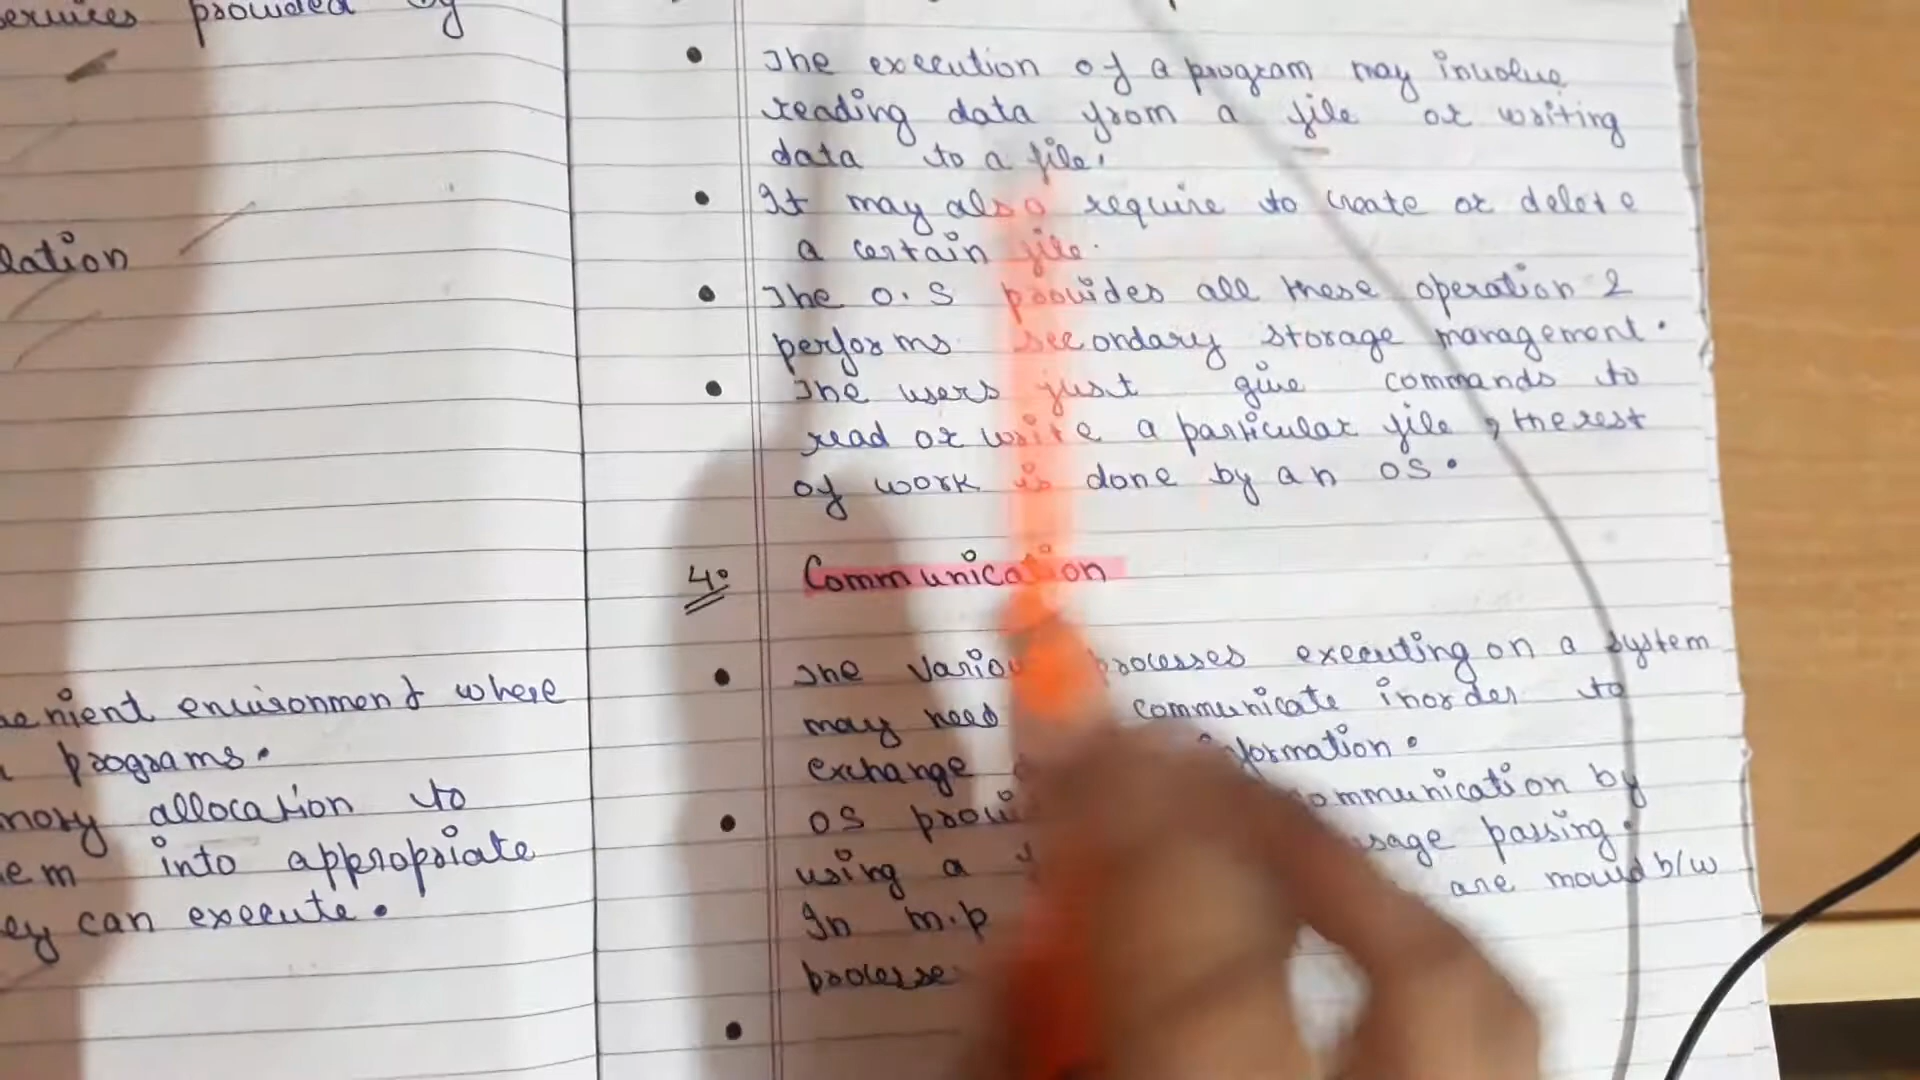 services provided by
lation
enient environment where
programs.
mory allocation to
em into appropriate
ey can execute.
• The execution of a program may involve
reading data from a file or writing
data to a file.
• It may also require to create or delete
a certain file.
• The O.S provides all these operation &
performs secondary storage management.
• The users just give commands to
read or write a particular file, the rest
of work is done by an OS.
4. Communication
• The Various processes executing on a system
may need communicate inorder to
exchange information.
• OS communication by
using a passing.
In m.p are moved b/w
processe